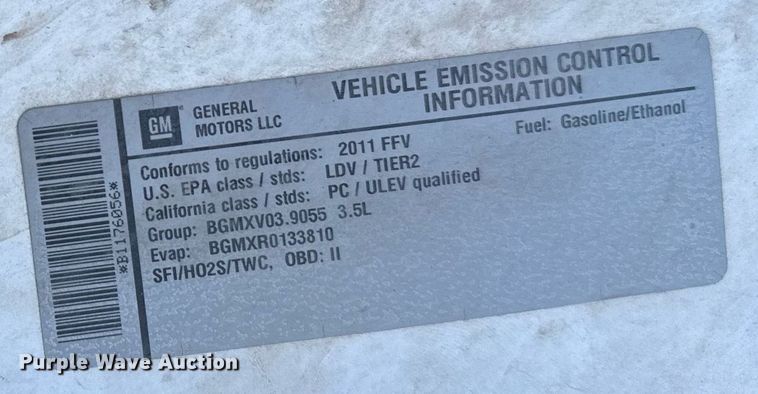 VEHICLE EMISSION CONTROL
INFORMATION
GM
GENERAL
MOTORS LLC
Fuel: Gasoline/Ethanol
Conforms to regulations: 2011 FFV
U.S. EPA class / stds: LDV / TIER2
California class / stds: PC / ULEV qualified
Group: BGMXV03.9055 3.5L
Evap: BGMXR0133810
SFI/HO2S/TWC, OBD: II
*B1176056*
Purple Wave Auction